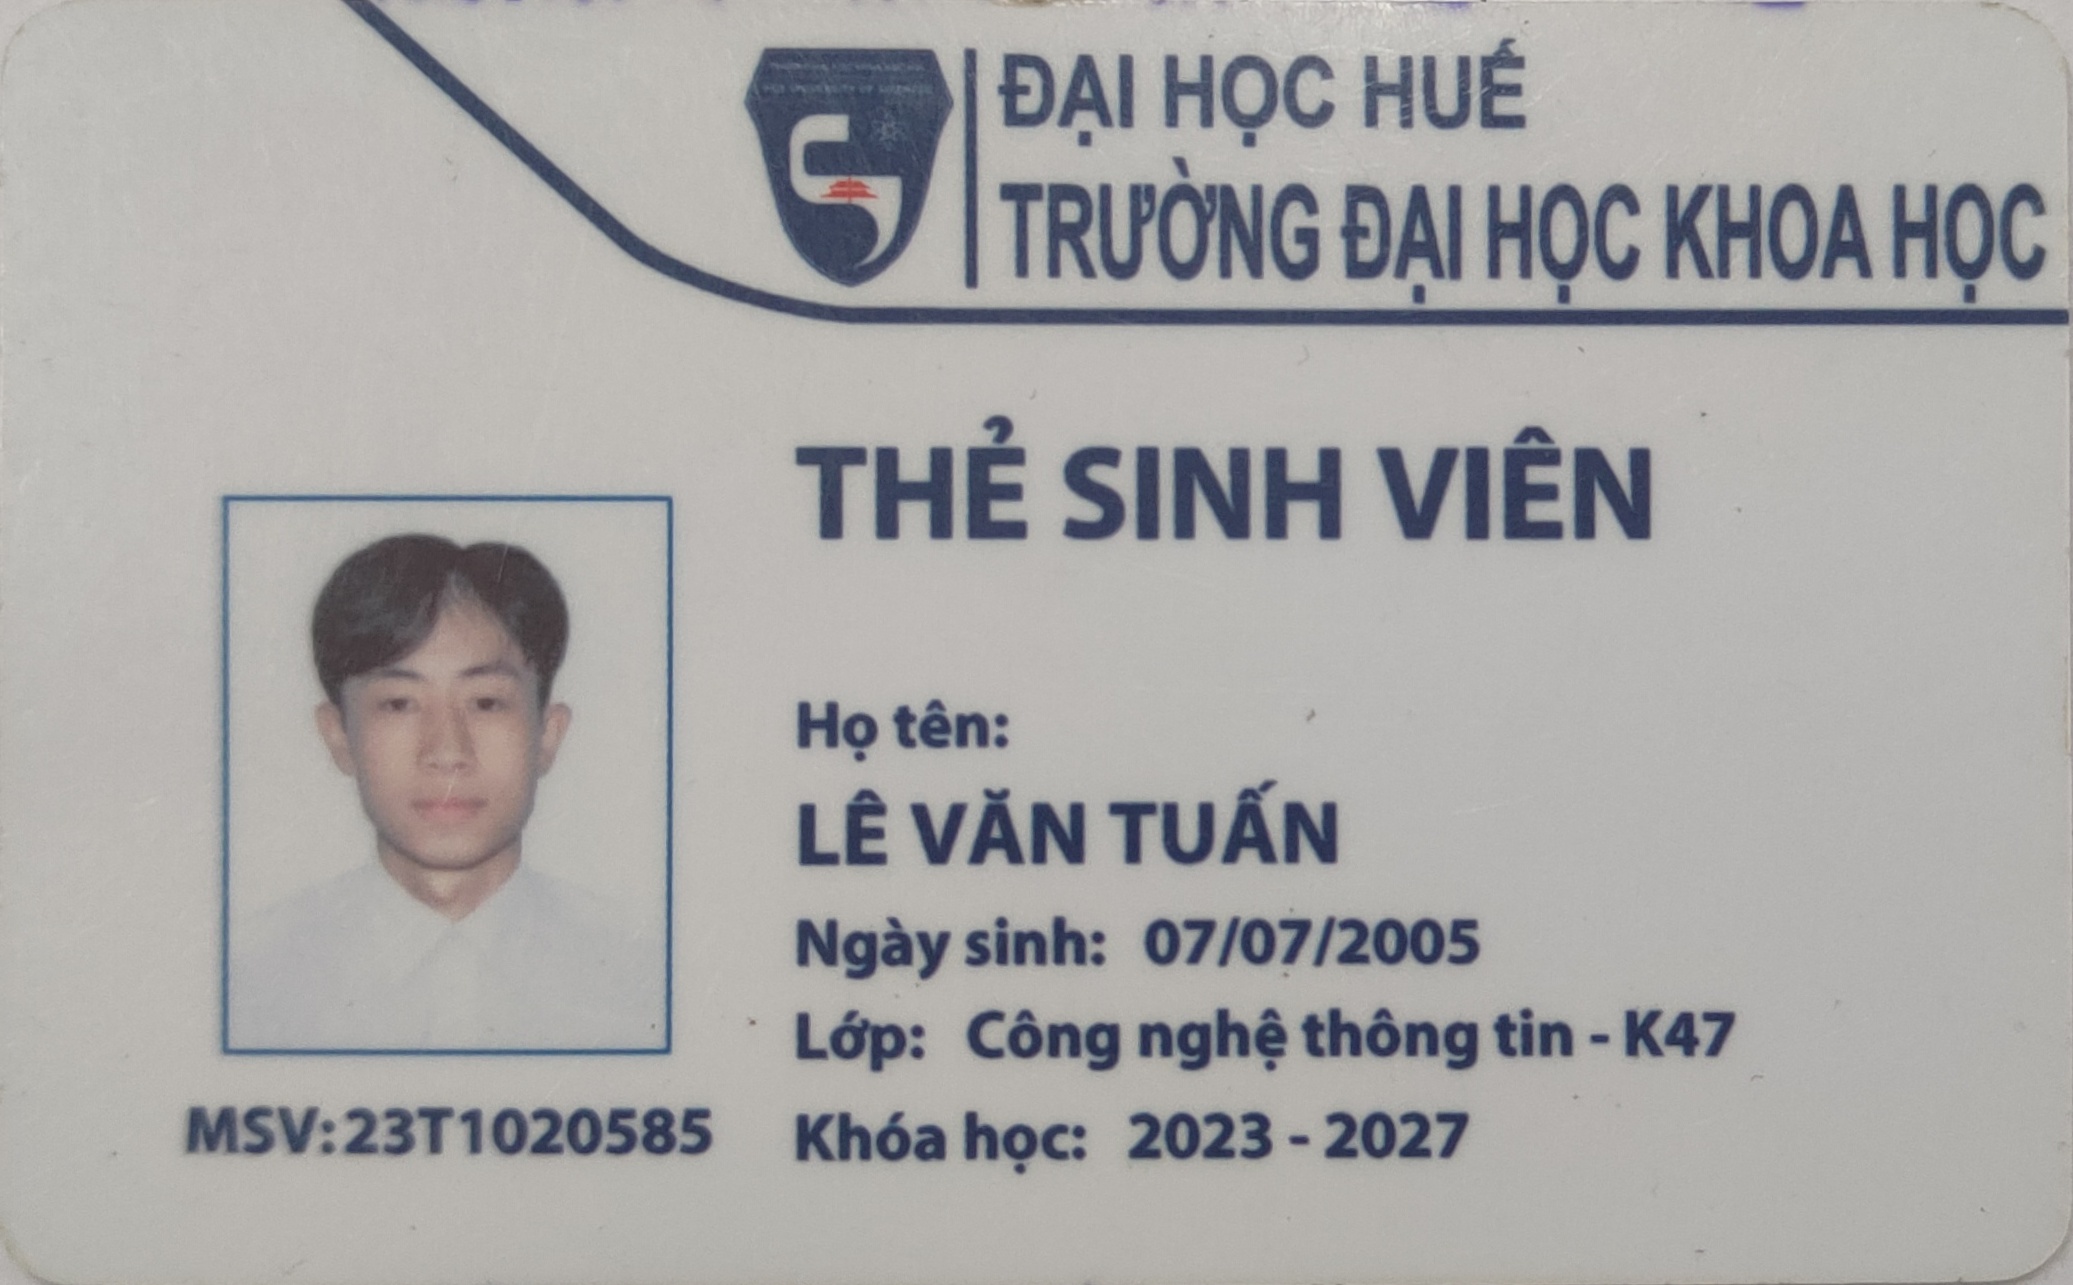 ĐẠI HỌC HUẾ
TRƯỜNG ĐẠI HỌC KHOA HỌC
THẺ SINH VIÊN
Họ tên:
LÊ VĂN TUẤN
Ngày sinh: 07/07/2005
Lớp: Công nghệ thông tin - K47
Khóa học: 2023 - 2027
MSV:23T1020585